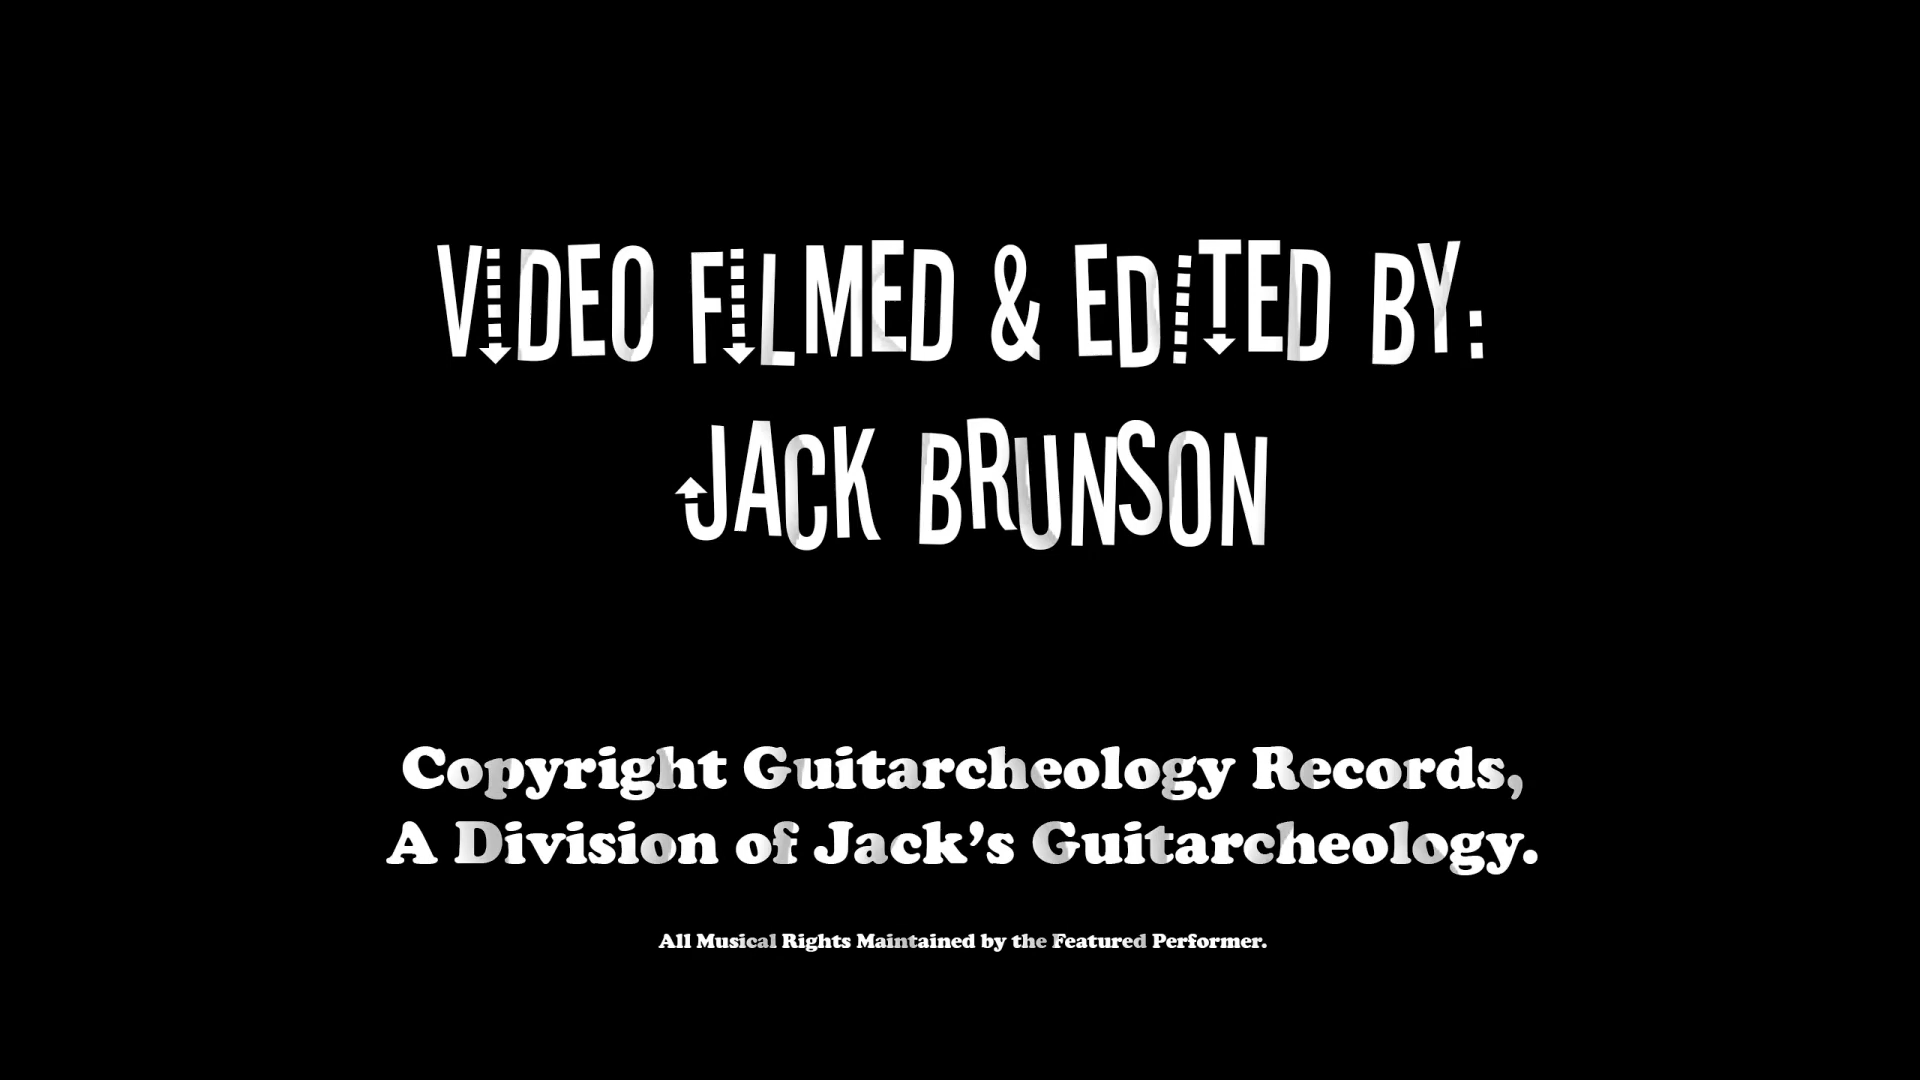 VIDEO FILMED & EDITED BY:
JACK BRUNSON
Copyright Guitarcheology Records,
A Division of Jack's Guitarcheology.
All Musical Rights Maintained by the Featured Performer.